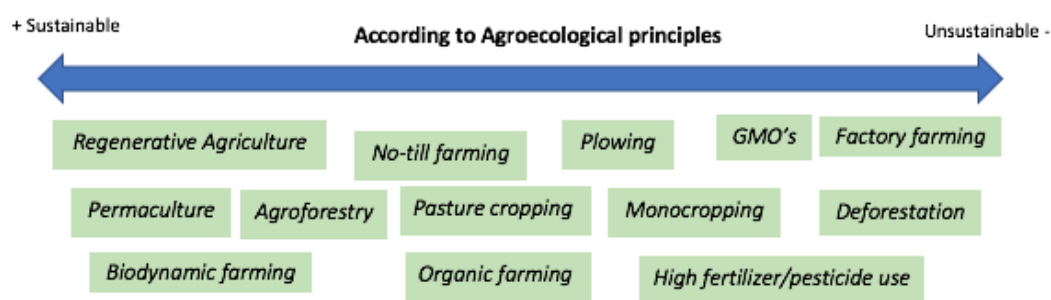 + Sustainable
According to Agroecological principles
Unsustainable -
Regenerative Agriculture
No-till farming
Plowing
GMO's
Factory farming
Permaculture
Agroforestry
Pasture cropping
Monocropping
Deforestation
Biodynamic farming
Organic farming
High fertilizer/pesticide use